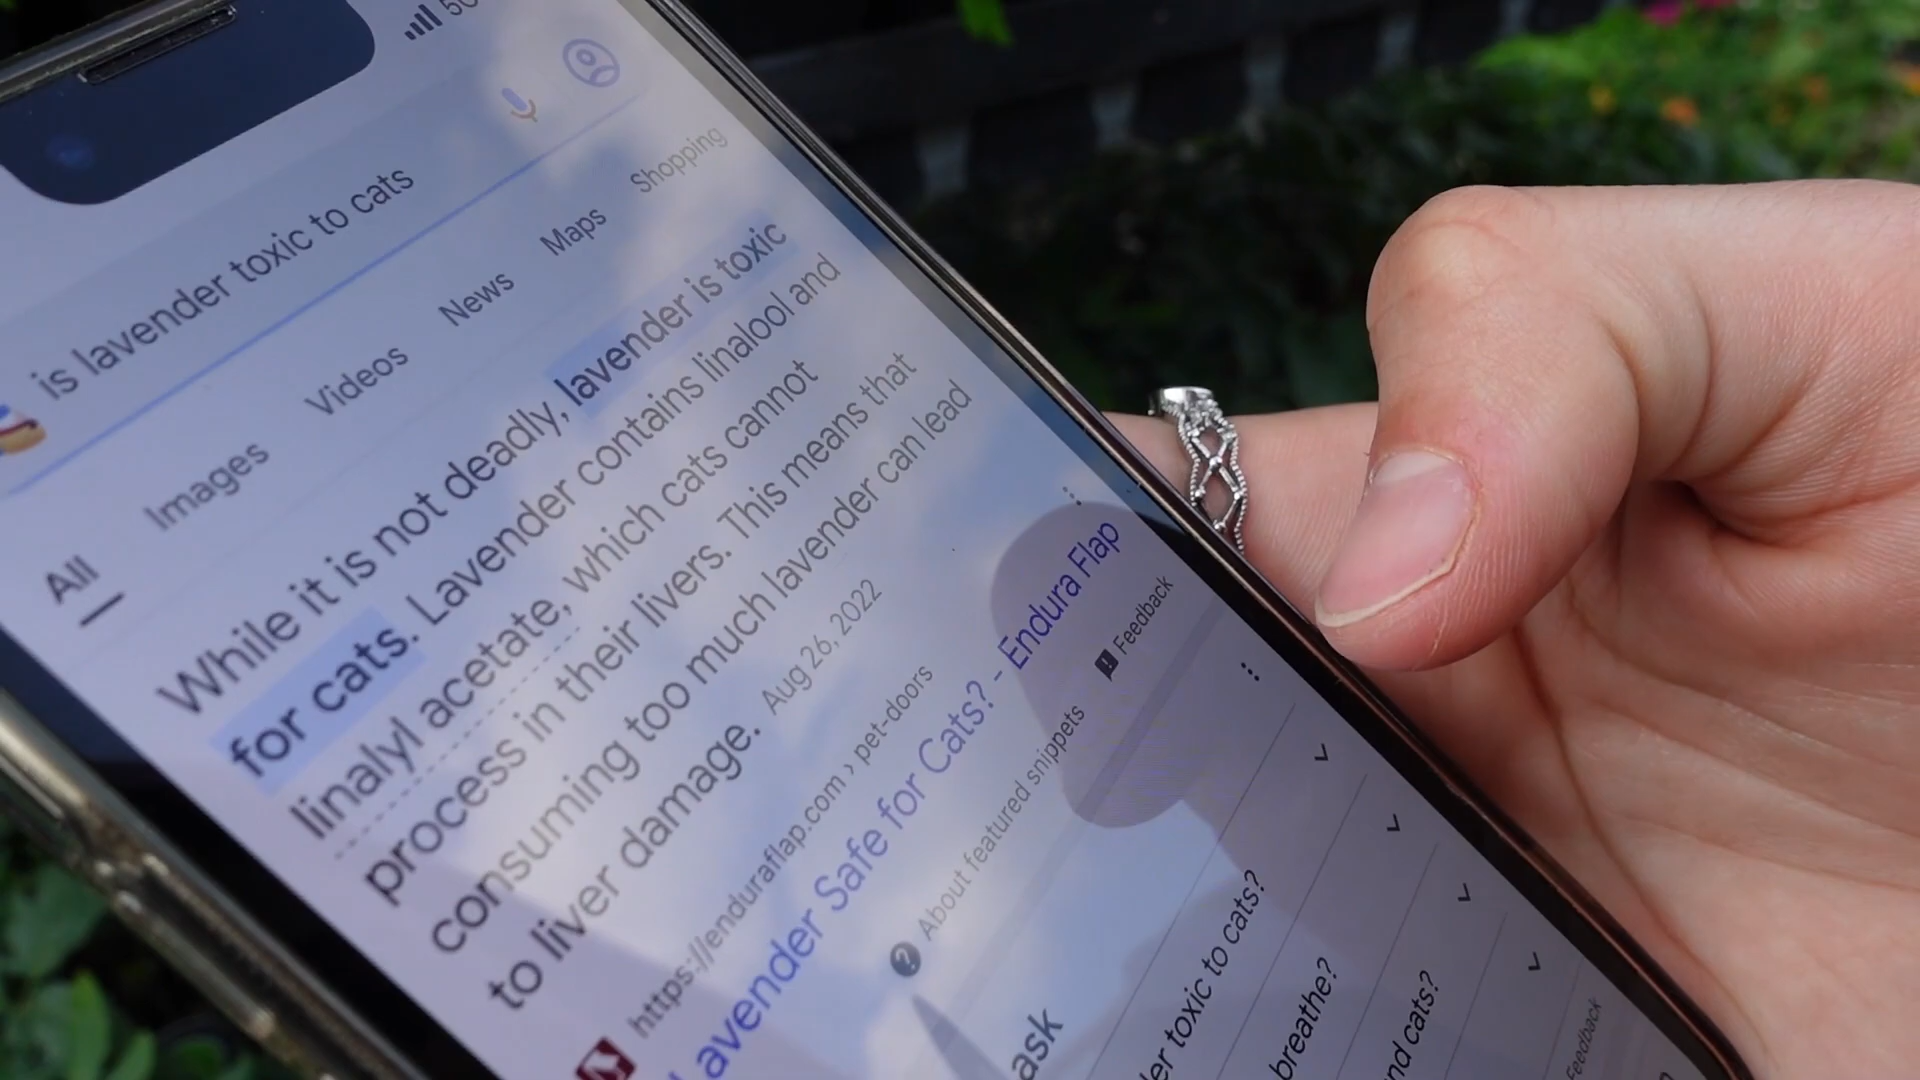 5G
is lavender toxic to cats
All Images Videos News Maps Shopping
While it is not deadly, lavender is toxic
for cats. Lavender contains linalool and
linalyl acetate, which cats cannot
process in their livers. This means that
consuming too much lavender can lead
to liver damage. Aug 26, 2022
https://enduraflap.com › pet-doors
Lavender Safe for Cats? - Endura Flap
About featured snippets Feedback
ask
toxic to cats?
breathe?
cats?
Feedback